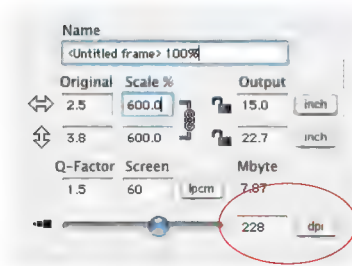 Name
<Untitled frame> 100%
Original Scale % Output
2.5 600.0 15.0 inch
3.8 600.0 22.7 inch
Q-Factor Screen Mbyte
1.5 60 lpcm 7.87
228 dpi